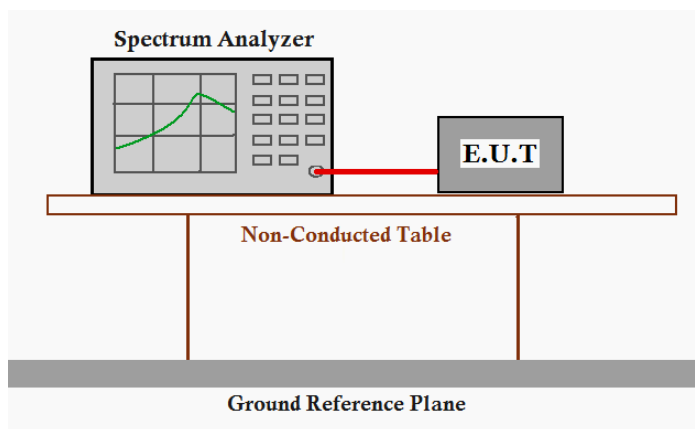 Spectrum Analyzer
E.U.T
Non-Conducted Table
Ground Reference Plane